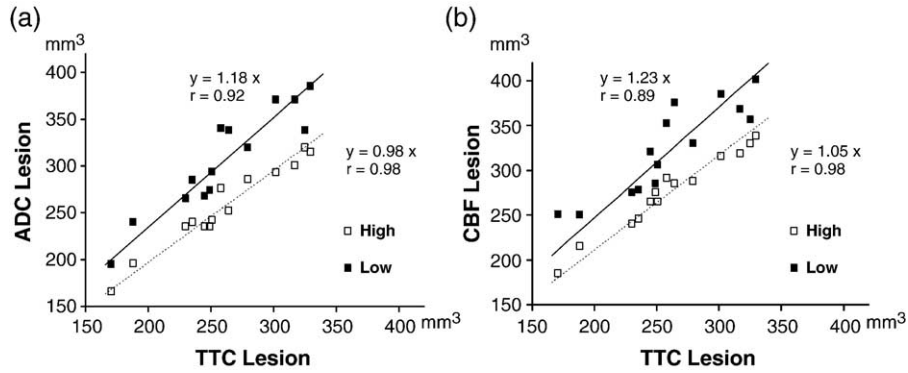 (a)
mm³
400
350
300
250
200
150
ADC Lesion
y = 1.18 x
r = 0.92
y = 0.98 x
r = 0.98
High
Low
150
200
250
300
350
400
mm³
TTC Lesion
(b)
mm³
400
350
300
250
200
150
CBF Lesion
y = 1.23 x
r = 0.89
y = 1.05 x
r = 0.98
High
Low
150
200
250
300
350
400
mm³
TTC Lesion